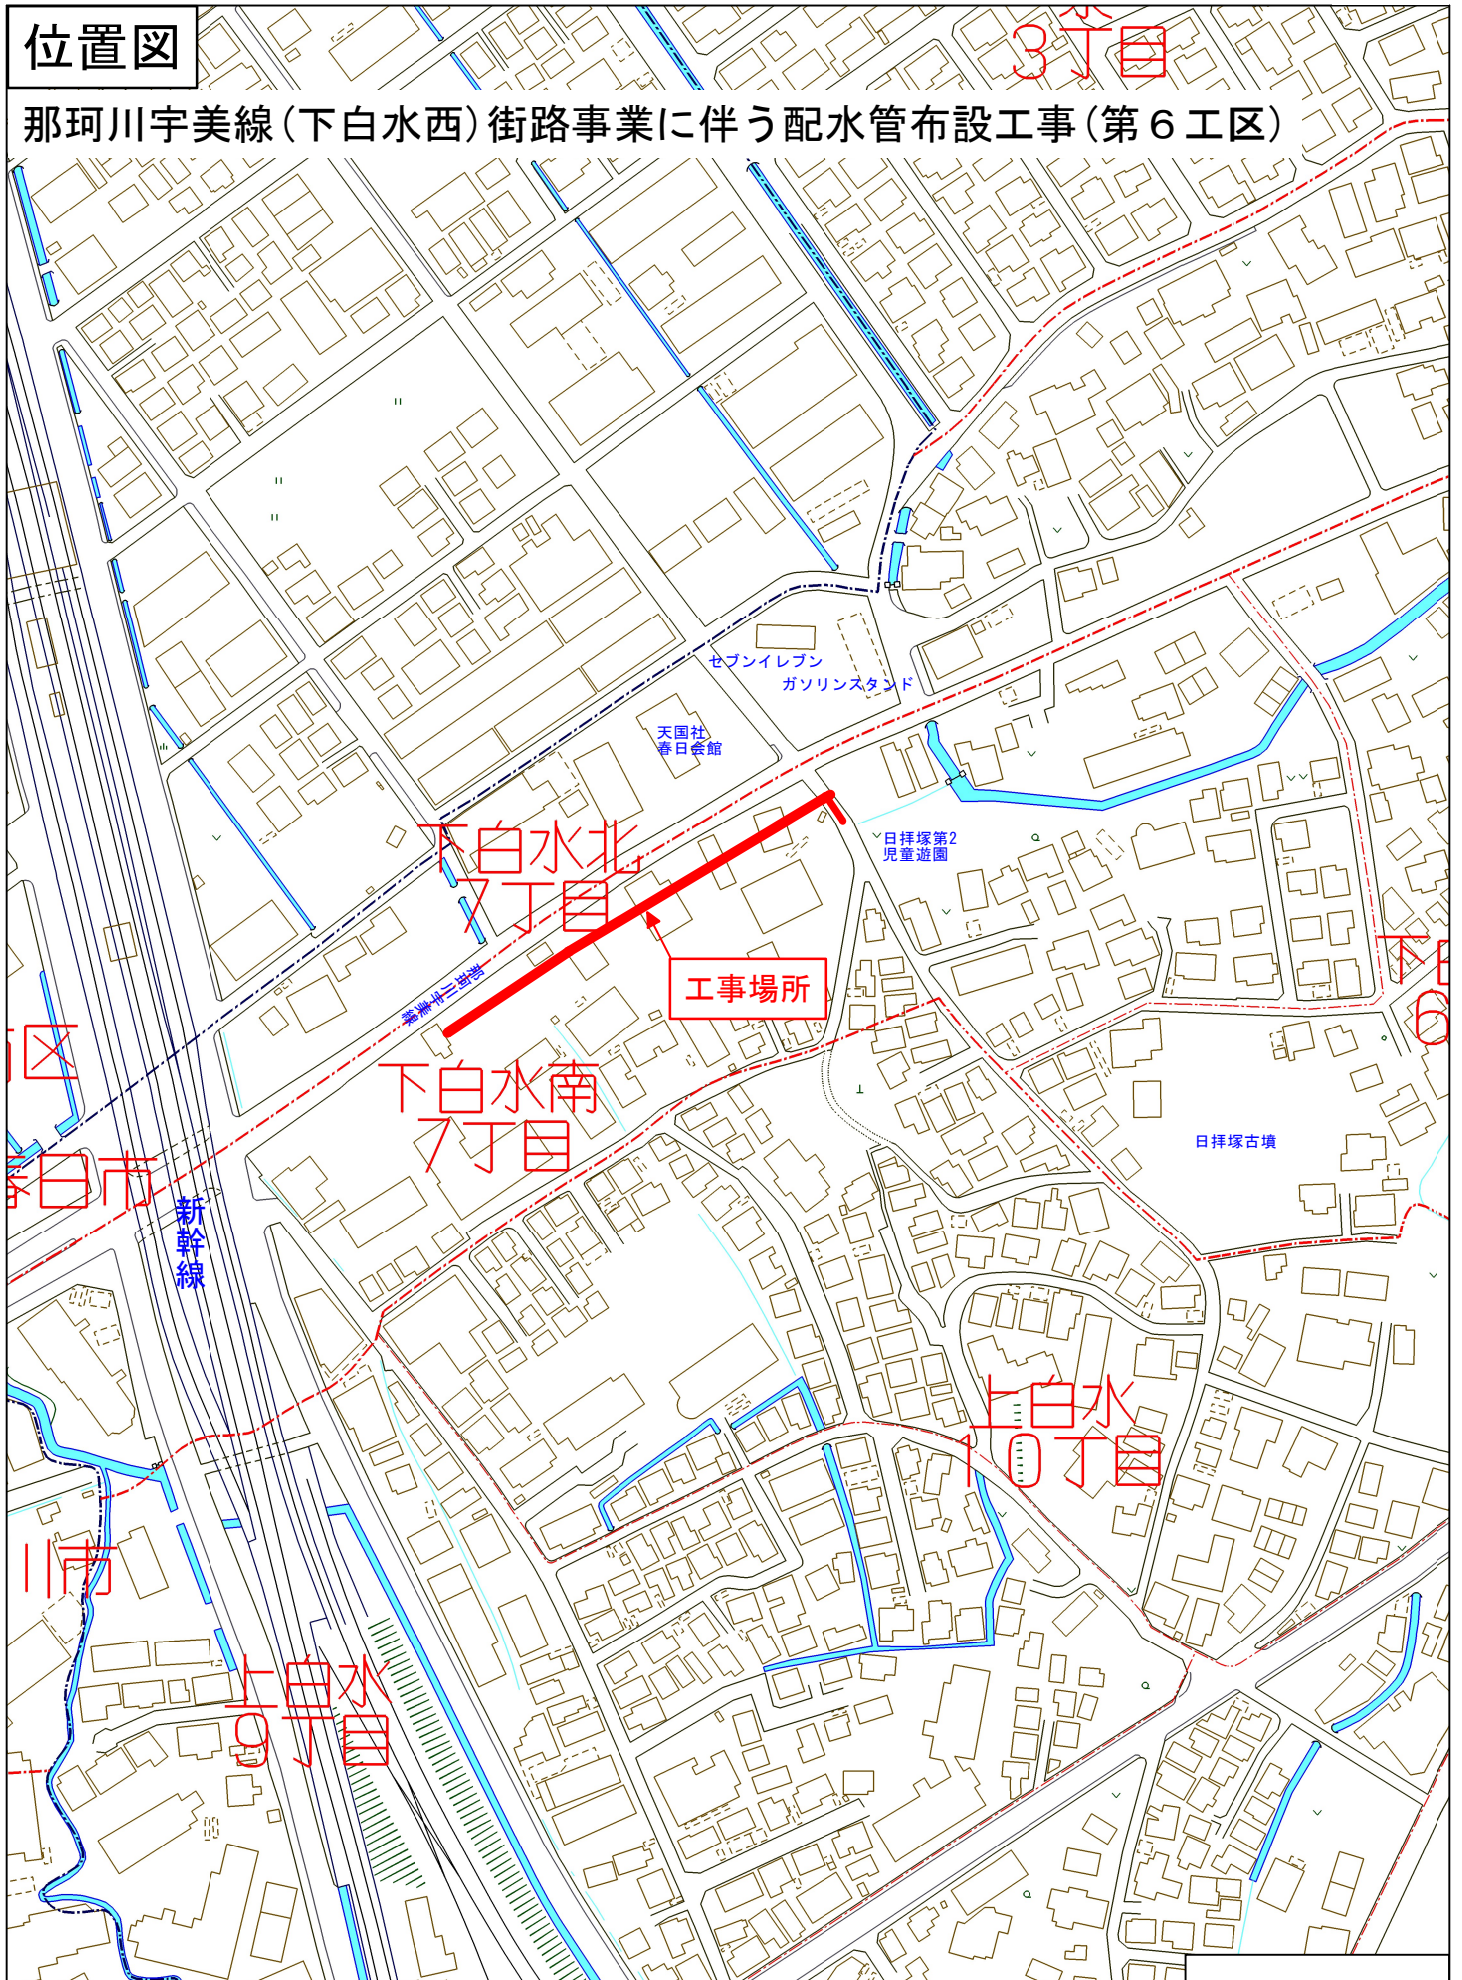 位置図
3丁目
那珂川宇美線(下白水西)街路事業に伴う配水管布設工事(第6工区)
セブンイレブン
ガソリンスタンド
天国社
春日会館
日拝塚第2
児童遊園
下白水北
7丁目
那珂川宇美線
工事場所
下白水南
7丁目
区
6
日拝塚古墳
春日市
新幹線
上白水
10丁目
川市
上白水
9丁目